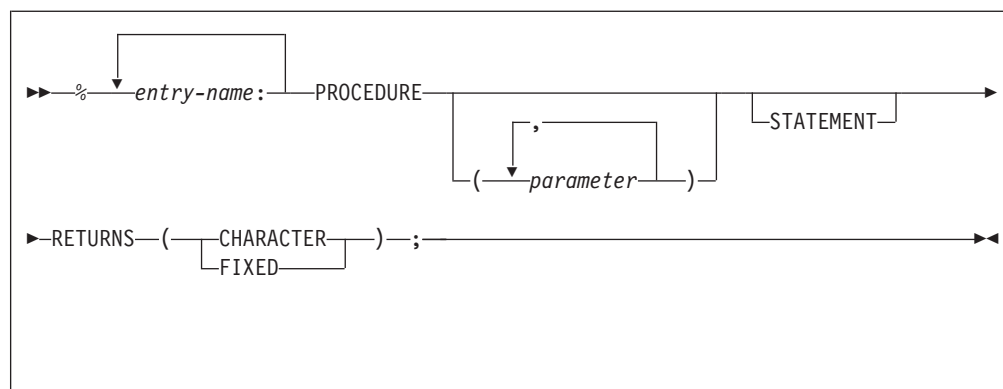 % entry-name: PROCEDURE
STATEMENT
,
( parameter )
RETURNS ( CHARACTER ) ;
FIXED